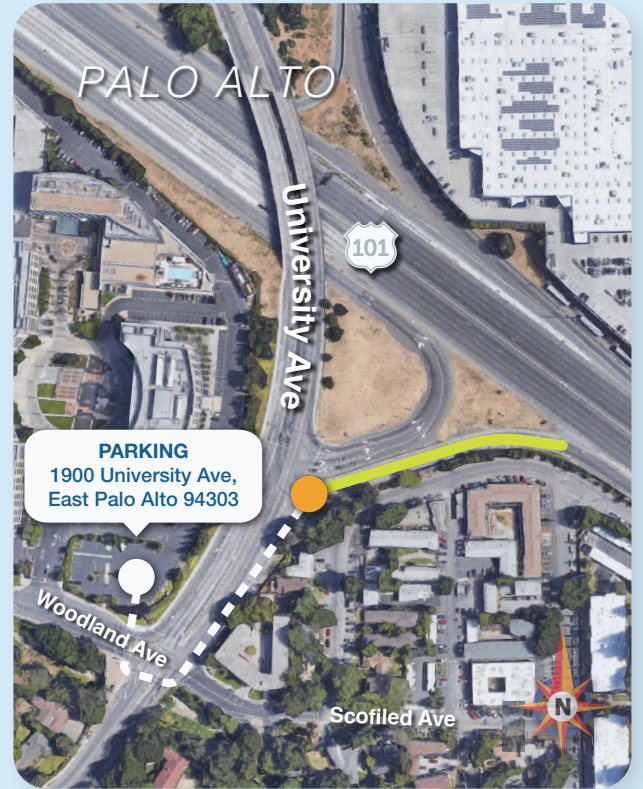 PALO ALTO
University Ave
101
PARKING
1900 University Ave,
East Palo Alto 94303
Woodland Ave
Scofiled Ave
N